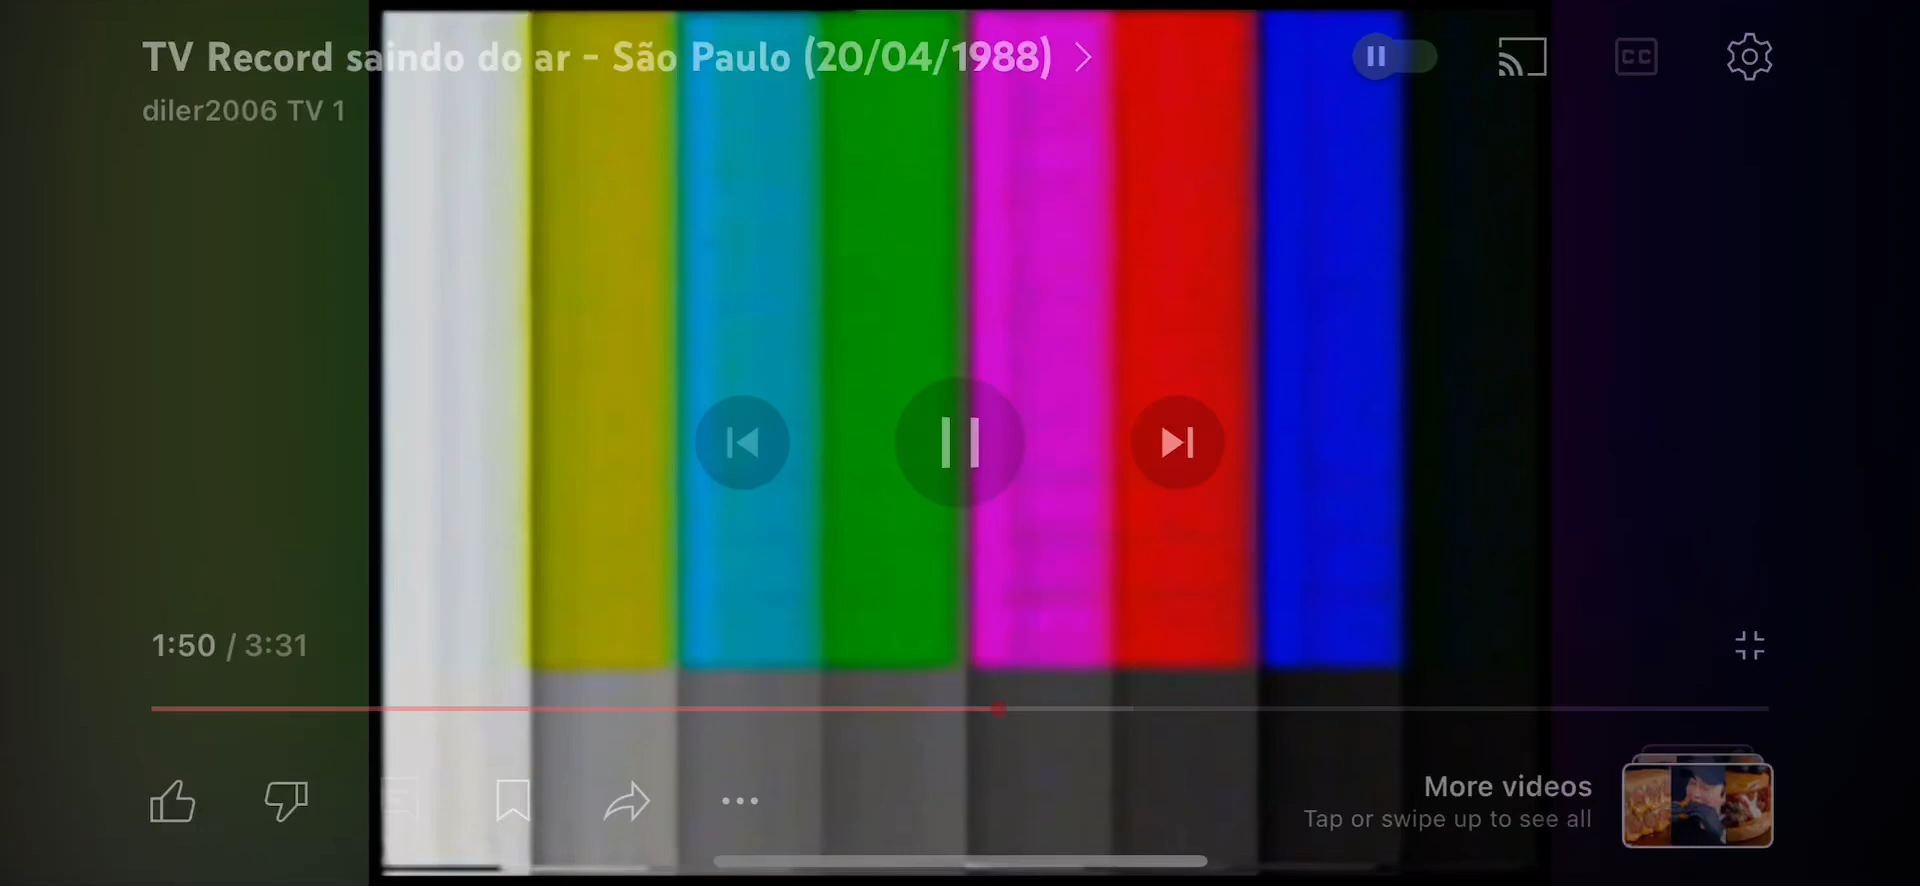 TV Record saindo do ar - São Paulo (20/04/1988)
diler2006 TV 1
CC
1:50 / 3:31
More videos
Tap or swipe up to see all